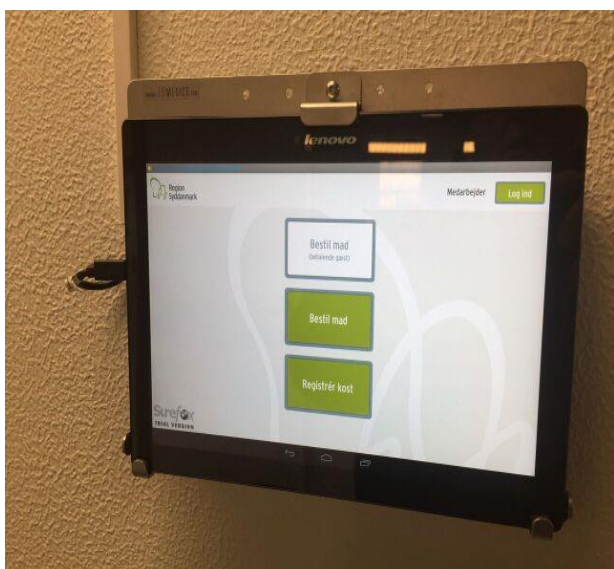 lenovo
Region
Syddanmark
Medarbejder
Log ind
Bestil mad
(betalende gæst)
Bestil mad
Registrér kost
Surefox
TRIAL VERSION